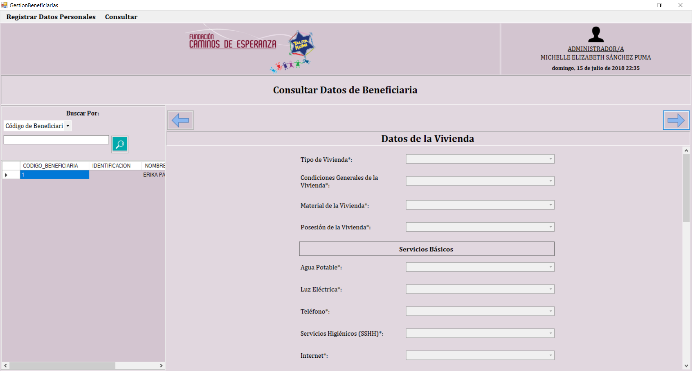 GestionBeneficiarias
Registrar Datos Personales Consultar
FUNDACIÓN
CAMINOS DE ESPERANZA
ADMINISTRADOR/A
MICHELLE ELIZABETH SÁNCHEZ PUMA
domingo, 15 de julio de 2018 22:35
Consultar Datos de Beneficiaria
Buscar Por:
Código de Beneficiari
CODIGO_BENEFICIARIA IDENTIFICACION NOMBRE
1 ERIKA PA
Datos de la Vivienda
Tipo de Vivienda*:
Condiciones Generales de la
Vivienda*:
Material de la Vivienda*:
Posesión de la Vivienda*:
Servicios Básicos
Agua Potable*:
Luz Eléctrica*:
Teléfono*:
Servicios Higiénicos (SSHH)*:
Internet*: